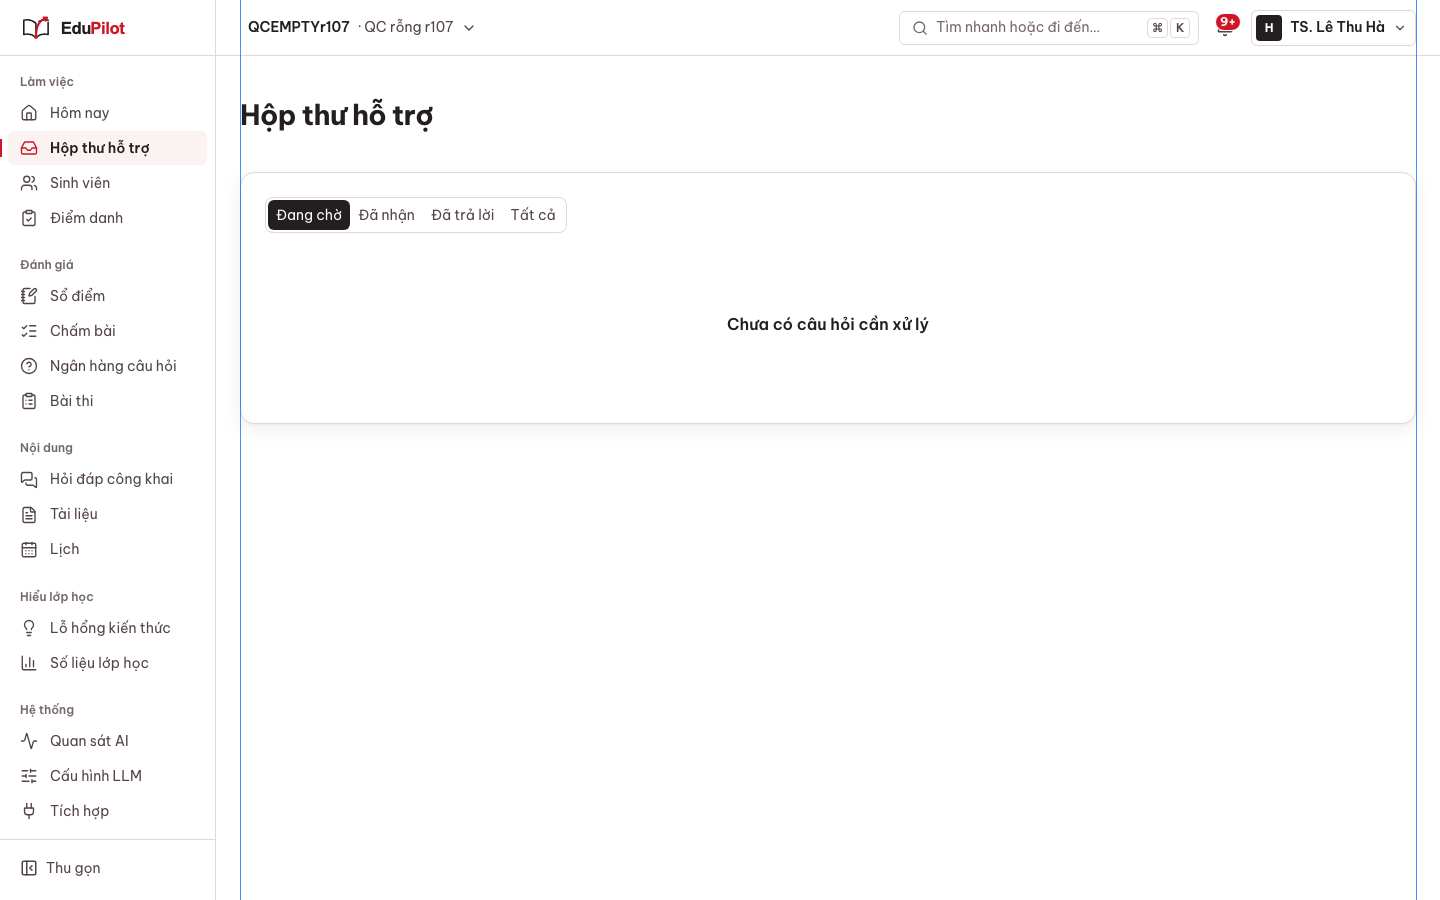 EduPilot
QCEMPTYr107 · QC rỗng r107
Tìm nhanh hoặc đi đến...
⌘ K
9+
H
TS. Lê Thu Hà
Làm việc
Hôm nay
Hộp thư hỗ trợ
Sinh viên
Điểm danh
Đánh giá
Sổ điểm
Chấm bài
Ngân hàng câu hỏi
Bài thi
Nội dung
Hỏi đáp công khai
Tài liệu
Lịch
Hiểu lớp học
Lỗ hổng kiến thức
Số liệu lớp học
Hệ thống
Quan sát AI
Cấu hình LLM
Tích hợp
Thu gọn
Hộp thư hỗ trợ
Đang chờ Đã nhận Đã trả lời Tất cả
Chưa có câu hỏi cần xử lý